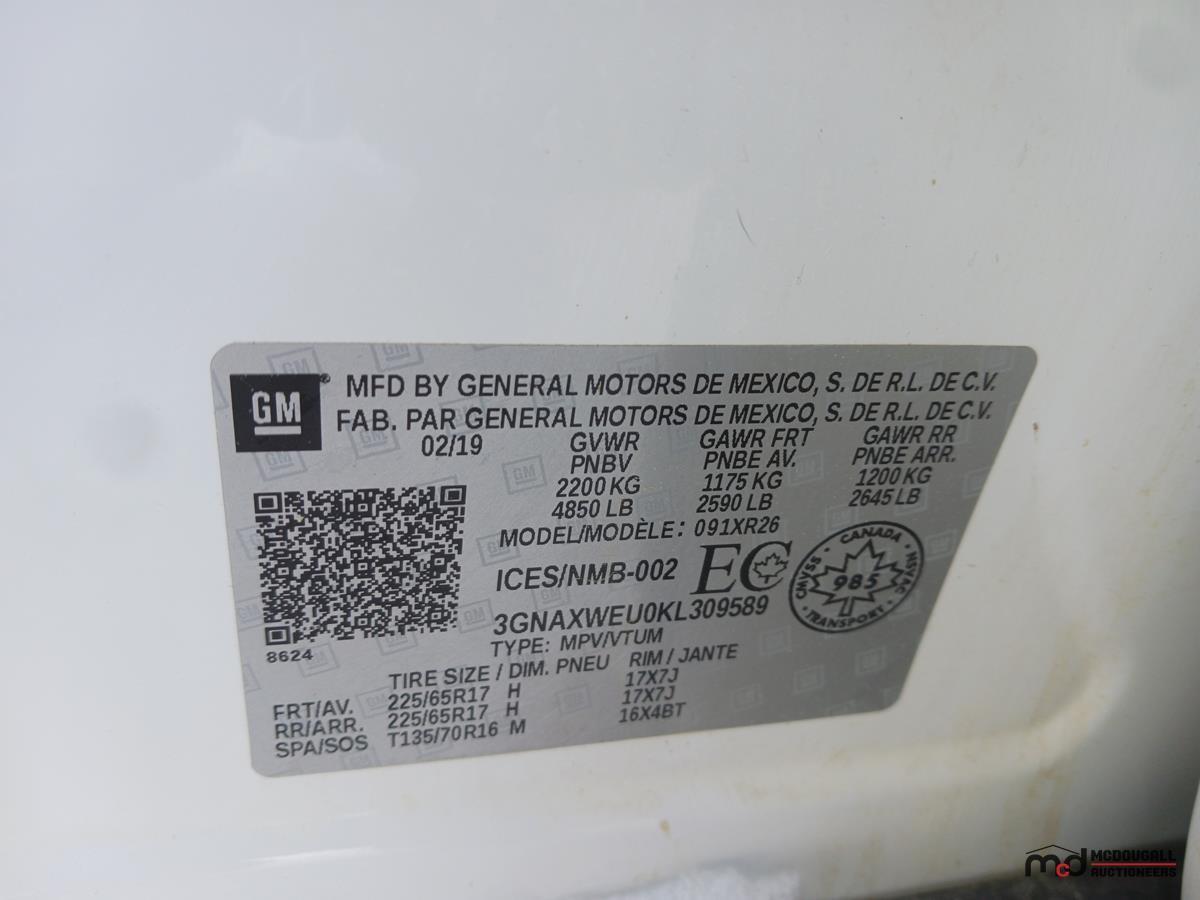 GM
MFD BY GENERAL MOTORS DE MEXICO, S. DE R.L. DE C.V.
FAB. PAR GENERAL MOTORS DE MEXICO, S. DE R.L. DE C.V.
02/19 GVWR GAWR FRT GAWR RR
PNBV PNBE AV. PNBE ARR.
2200 KG 1175 KG 1200 KG
4850 LB 2590 LB 2645 LB
MODEL/MODÈLE: 091XR26
ICES/NMB-002 EC
CANADA
CMVSS 985 NSVAC
TRANSPORT
3GNAXWEU0KL309589
TYPE: MPV/VTUM
8624
TIRE SIZE / DIM. PNEU RIM / JANTE
FRT/AV. 225/65R17 H 17X7J
RR/ARR. 225/65R17 H 17X7J
SPA/SOS T135/70R16 M 16X4BT
mcd MCDOUGALL
AUCTIONEERS